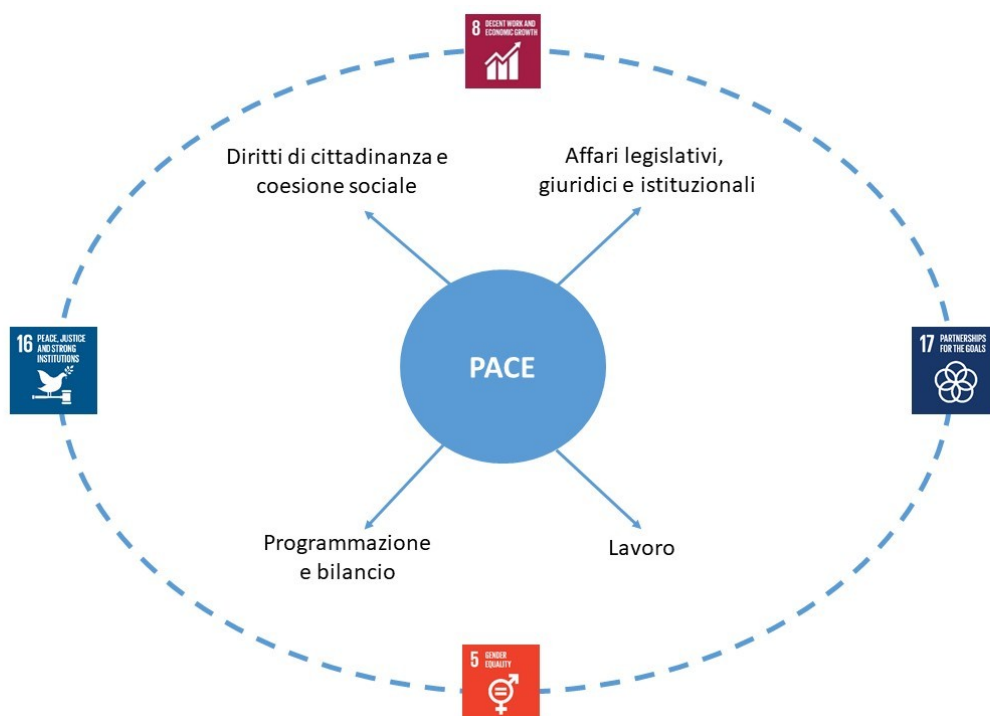 8 DECENT WORK AND
ECONOMIC GROWTH
Diritti di cittadinanza e
coesione sociale
Affari legislativi,
giuridici e istituzionali
16 PEACE, JUSTICE
AND STRONG
INSTITUTIONS
PACE
17 PARTNERSHIPS
FOR THE GOALS
Programmazione
e bilancio
Lavoro
5 GENDER
EQUALITY